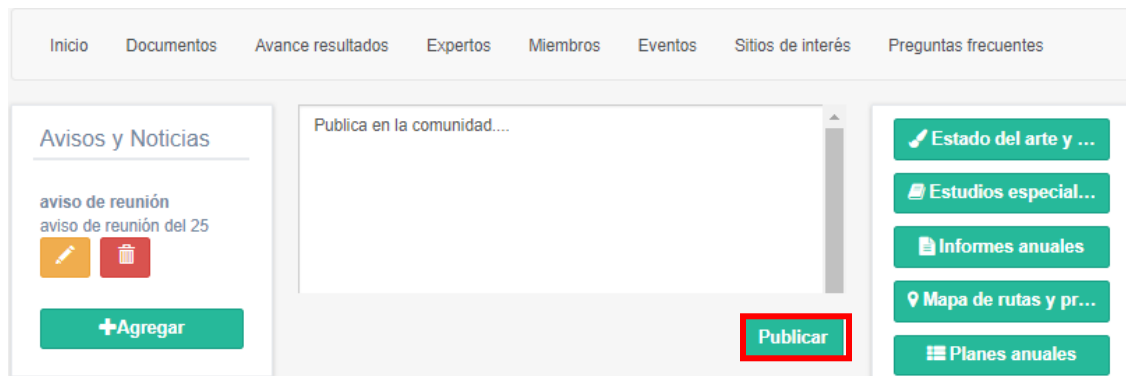 Inicio Documentos Avance resultados Expertos Miembros Eventos Sitios de interés Preguntas frecuentes
Avisos y Noticias
aviso de reunión
aviso de reunión del 25
Agregar
Publica en la comunidad....
Publicar
Estado del arte y ...
Estudios especial...
Informes anuales
Mapa de rutas y pr...
Planes anuales